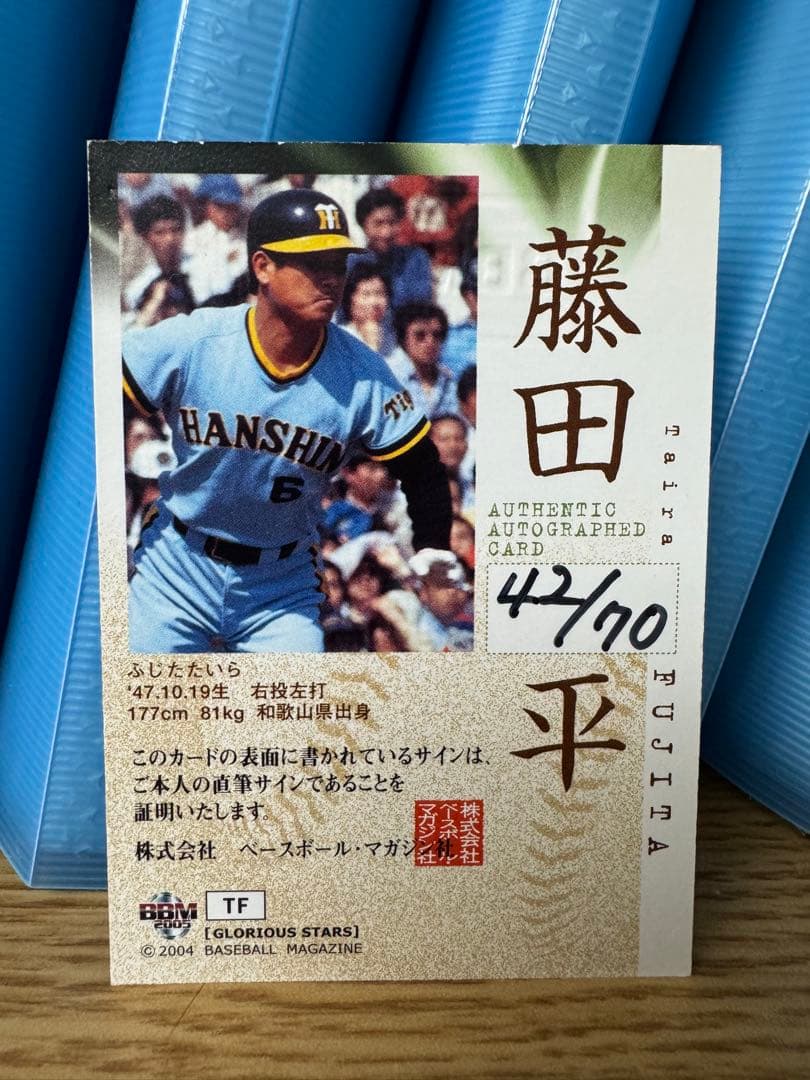 TH
HANSHIN
6
Tig
藤田平
Taira FUJITA
AUTHENTIC
AUTOGRAPHED
CARD
42/70
ふじたたいら
'47.10.19生 右投左打
177cm 81kg 和歌山県出身
このカードの表面に書かれているサインは、
ご本人の直筆サインであることを
証明いたします。
株式会社 ベースボール・マガジン社
株式会社
ベースボール
マガジン社
BBM
2005
TF
[GLORIOUS STARS]
© 2004 BASEBALL MAGAZINE